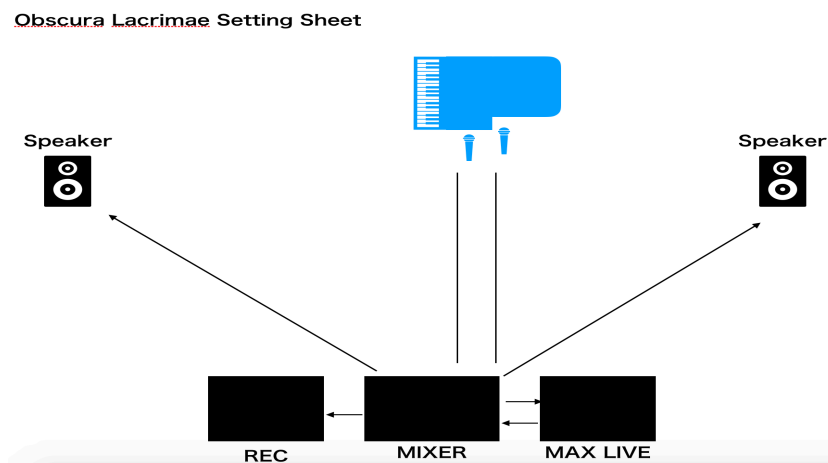 Obscura Lacrimae Setting Sheet
Speaker
Speaker
REC
MIXER
MAX LIVE